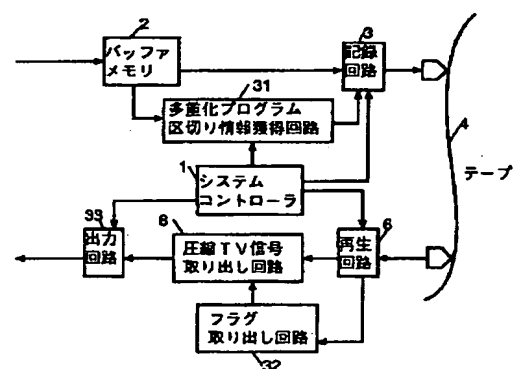 2
バッファ
メモリ
3
記録
回路
31
多重化プログラム
区切り情報獲得回路
4
テープ
1
システム
コントローラ
33
出力
回路
8
圧縮TV信号
取り出し回路
6
再生
回路
フラグ
取り出し回路
32